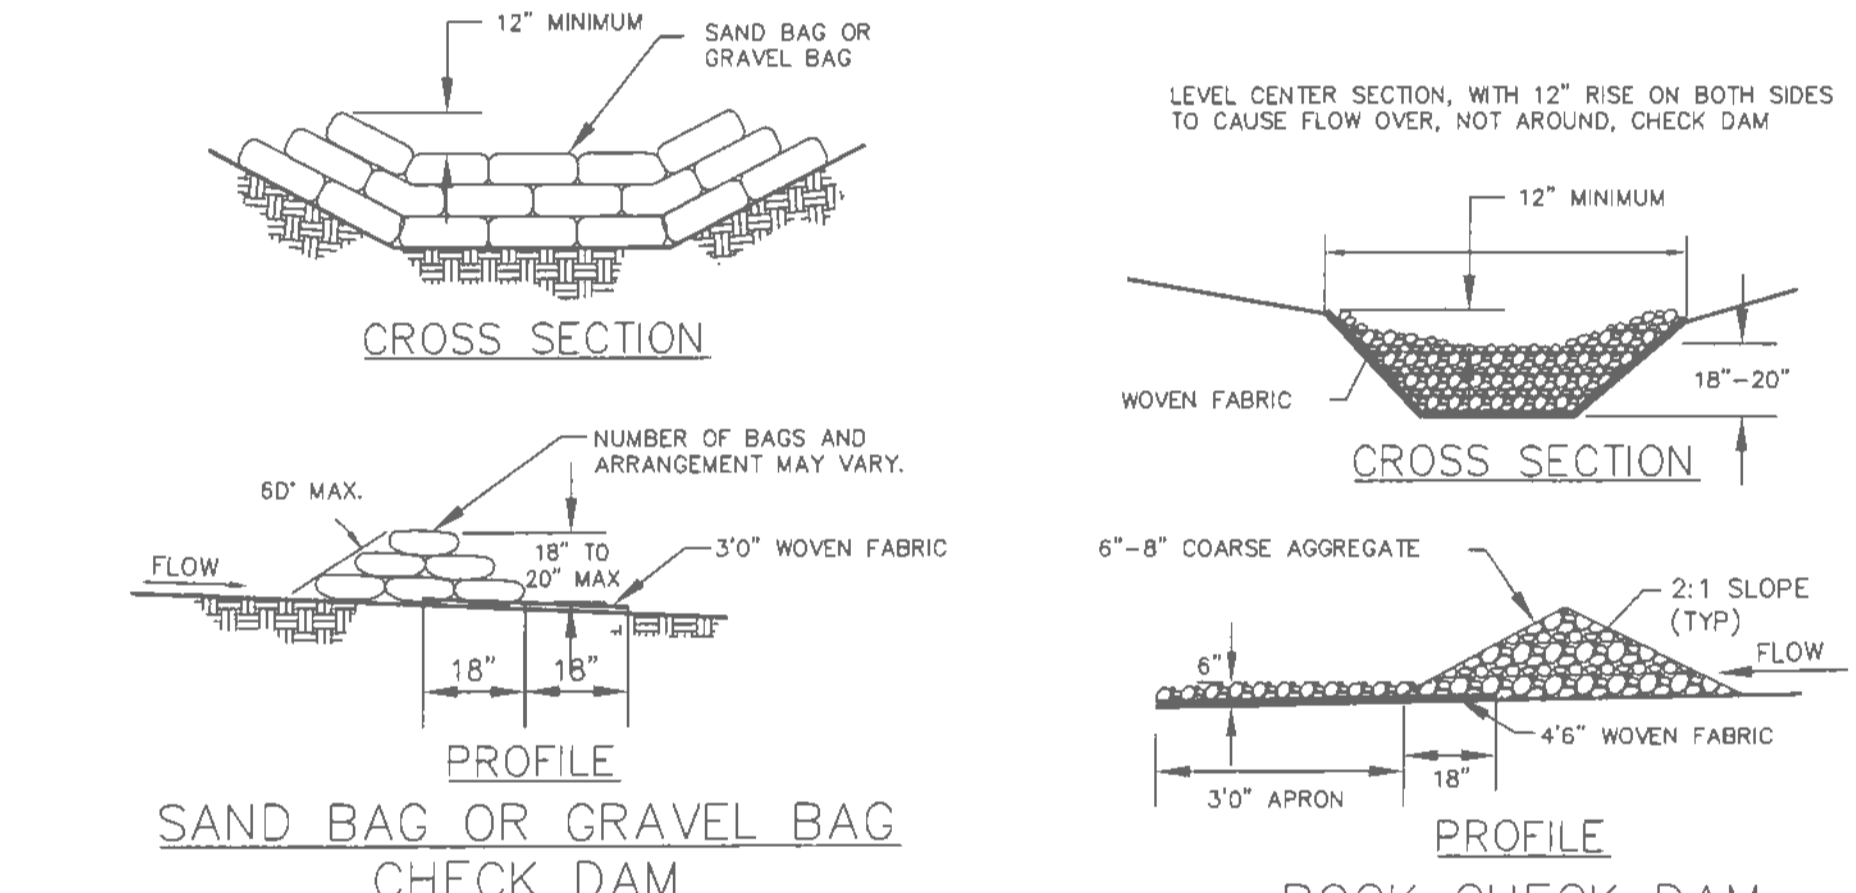 12" MINIMUM
SAND BAG OR
GRAVEL BAG
CROSS SECTION
NUMBER OF BAGS AND
ARRANGEMENT MAY VARY.
6D° MAX.
FLOW
18" TO
20" MAX
3'0" WOVEN FABRIC
18"
18"
PROFILE
SAND BAG OR GRAVEL BAG
CHECK DAM
LEVEL CENTER SECTION, WITH 12" RISE ON BOTH SIDES
TO CAUSE FLOW OVER, NOT AROUND, CHECK DAM
12" MINIMUM
18"-20"
WOVEN FABRIC
CROSS SECTION
6"-8" COARSE AGGREGATE
2:1 SLOPE
(TYP)
FLOW
6"
4'6" WOVEN FABRIC
18"
3'0" APRON
PROFILE
ROCK CHECK DAM